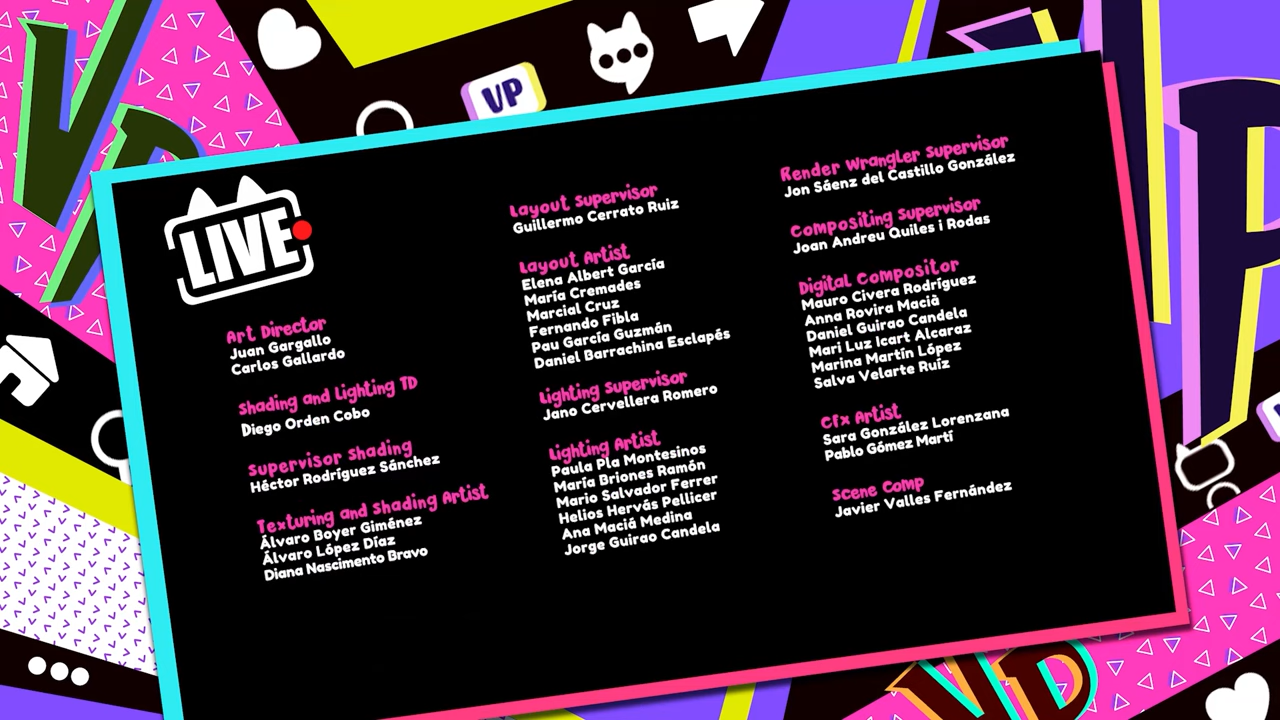 VP
VP
VP
LIVE
Art Director
Juan Gargallo
Carlos Gallardo
Shading and Lighting TD
Diego Orden Cobo
Supervisor Shading
Héctor Rodríguez Sánchez
Texturing and Shading Artist
Álvaro Boyer Giménez
Álvaro López Díaz
Diana Nascimento Bravo
Layout Supervisor
Guillermo Cerrato Ruiz
Layout Artist
Elena Albert García
María Cremades
Marcial Cruz
Fernando Fibla
Pau García Guzmán
Daniel Barrachina Esclapés
Lighting Supervisor
Jano Cervellera Romero
Lighting Artist
Paula Pla Montesinos
María Briones Ramón
Mario Salvador Ferrer
Helios Hervás Pellicer
Ana Maciá Medina
Jorge Guirao Candela
Render Wrangler Supervisor
Jon Sáenz del Castillo González
Compositing Supervisor
Joan Andreu Quiles i Rodas
Digital Compositor
Mauro Civera Rodríguez
Anna Rovira Macià
Daniel Guirao Candela
Mari Luz Icart Alcaraz
Marina Martín López
Salva Velarte Ruíz
Cfx Artist
Sara González Lorenzana
Pablo Gómez Martí
Scene Comp
Javier Valles Fernández
VP